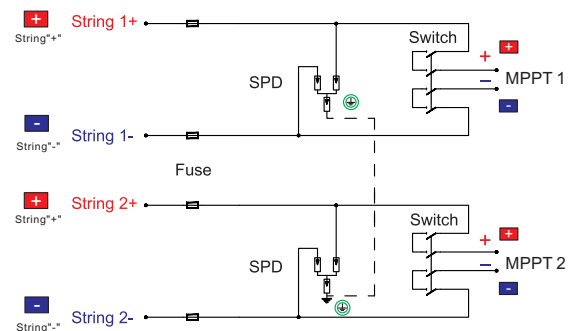 + String 1+
String"+"
Switch
+ +
SPD
− MPPT 1
-
- String 1-
String"-"
Fuse
+ String 2+
String"+"
Switch
+ +
SPD
− MPPT 2
-
- String 2-
String"-"